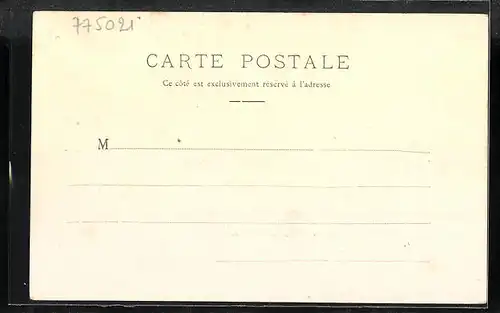 775021
CARTE POSTALE
Ce côté est exclusivement réservé à l'adresse
M